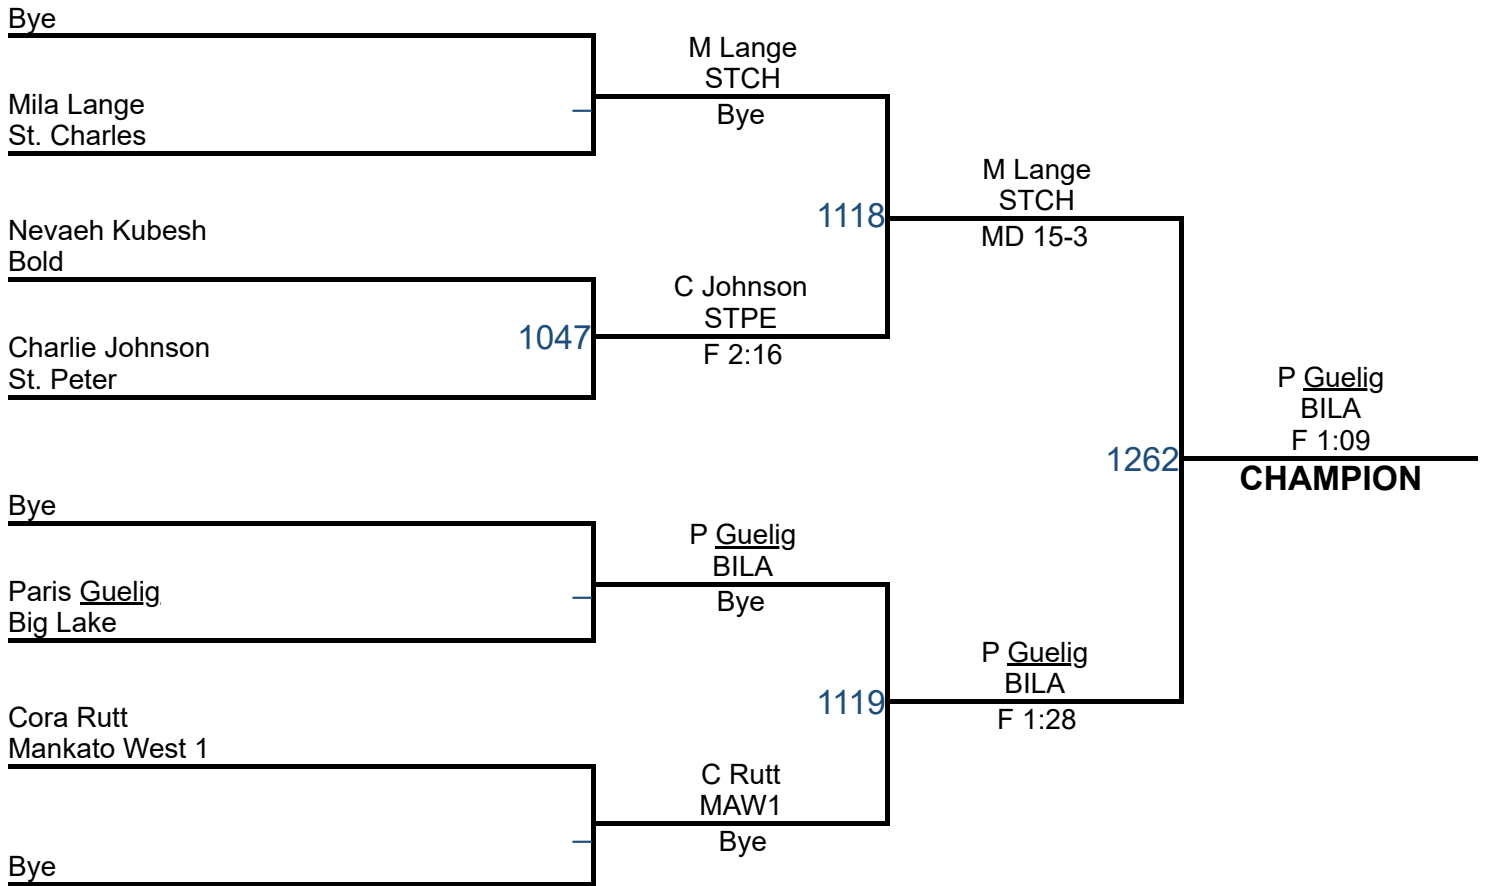 Bye
Mila Lange
St. Charles
–
M Lange
STCH
Bye
Nevaeh Kubesh
Bold
Charlie Johnson
St. Peter
1047
C Johnson
STPE
F 2:16
1118
M Lange
STCH
MD 15-3
Bye
Paris Guelig
Big Lake
–
P Guelig
BILA
Bye
Cora Rutt
Mankato West 1
Bye
–
C Rutt
MAW1
Bye
1119
P Guelig
BILA
F 1:28
1262
P Guelig
BILA
F 1:09
CHAMPION